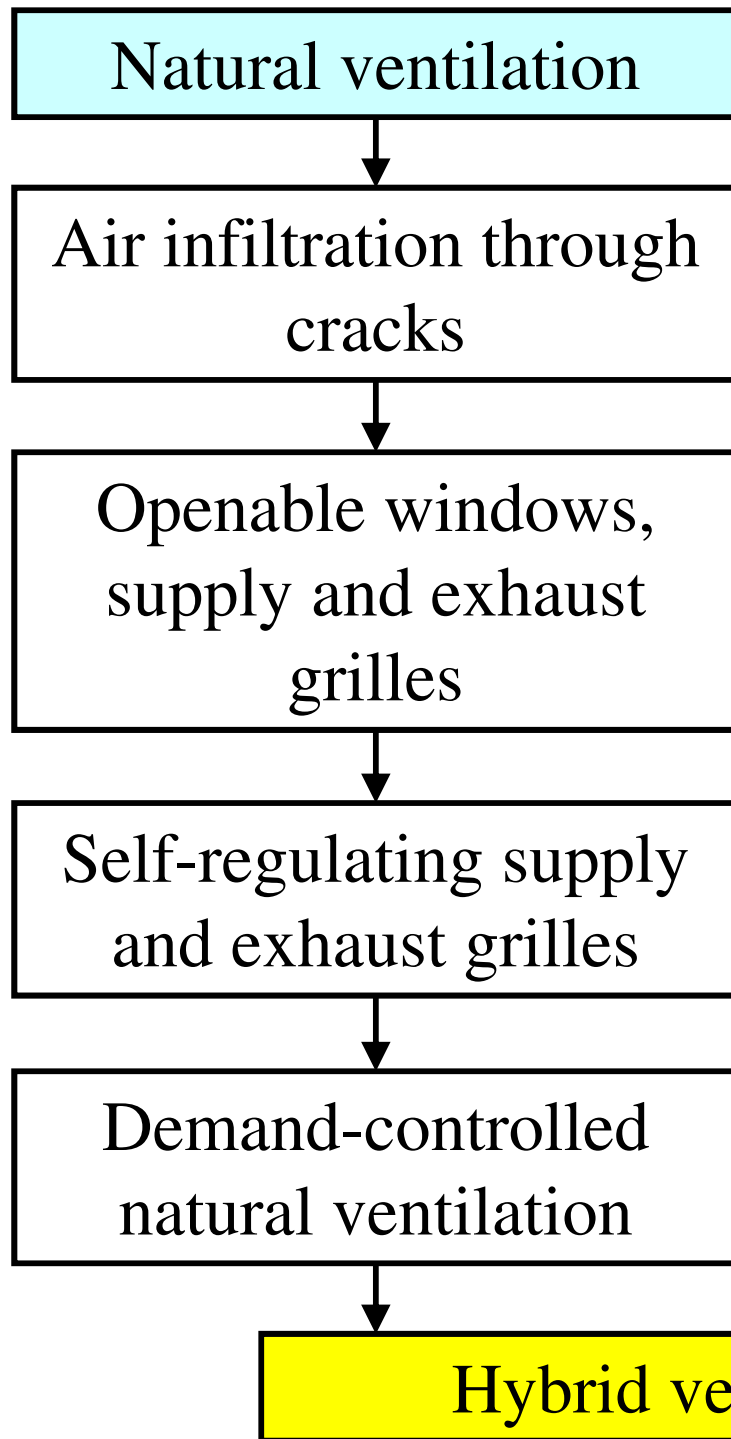 Natural ventilation
Air infiltration through
cracks
Openable windows,
supply and exhaust
grilles
Self-regulating supply
and exhaust grilles
Demand-controlled
natural ventilation
Hybrid ve